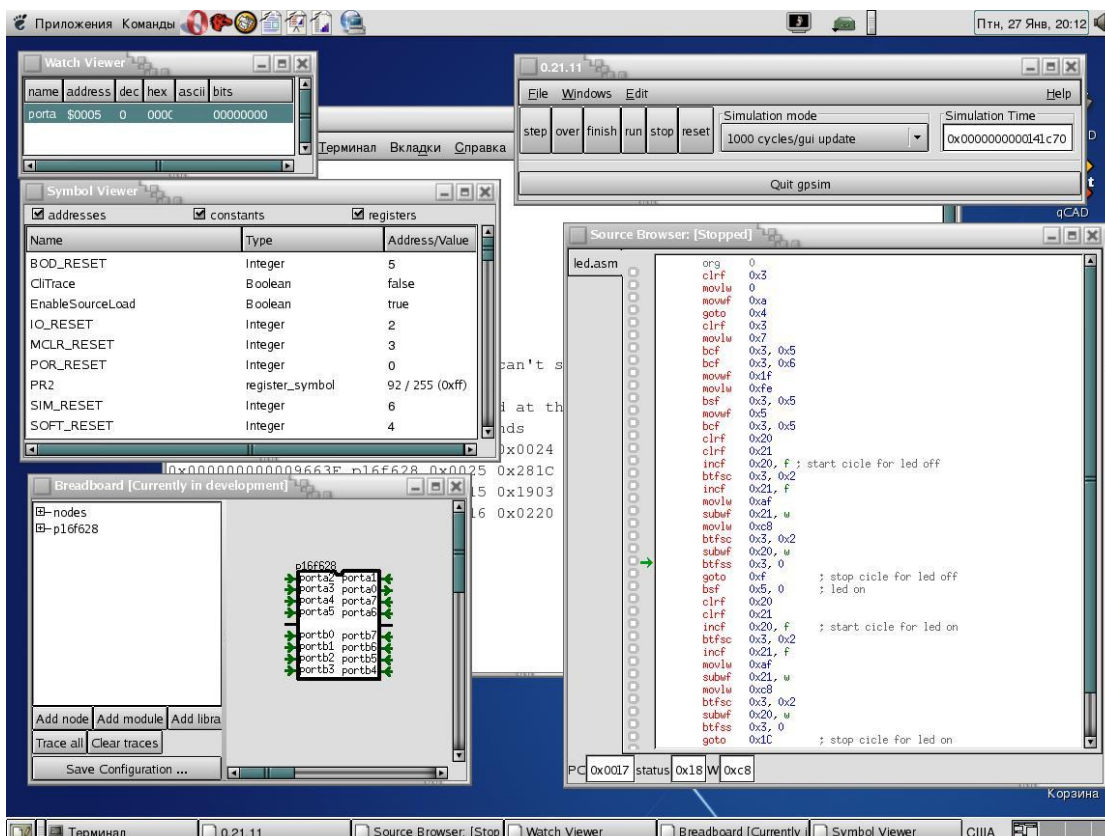 Приложения Команды
Птн, 27 Янв, 20:12
Watch Viewer
name address dec hex ascii bits
porta $0005 0 000 00000000
Терминал Вкладки Справка
0.21.11
File Windows Edit Help
step over finish run stop reset
Simulation mode
1000 cycles/gui update
Simulation Time
0x0000000000141c70
Quit gpsim
qCAD
Symbol Viewer
addresses constants registers
Name Type Address/Value
BOD_RESET Integer 5
CliTrace Boolean false
EnableSourceLoad Boolean true
IO_RESET Integer 2
MCLR_RESET Integer 3
POR_RESET Integer 0
PR2 register_symbol 92 / 255 (0xff)
SIM_RESET Integer 6
SOFT_RESET Integer 4
can't s
d at th
nds
0x0024
0x000000000009663F p16f628 0x0025 0x281C
15 0x1903
16 0x0220
Breadboard [Currently in development]
nodes
p16f628
p16f628
porta2 porta1
porta3 porta0
porta4 porta7
porta5 porta6
portb0 portb7
portb1 portb6
portb2 portb5
portb3 portb4
Add node Add module Add libra
Trace all Clear traces
Save Configuration ...
Source Browser: [Stopped]
led.asm
org 0
clrf 0x3
movlw 0
movwf 0xa
goto 0x4
clrf 0x3
movlw 0x7
bcf 0x3, 0x5
bcf 0x3, 0x6
movwf 0x1f
movlw 0xfe
bsf 0x3, 0x5
movwf 0x5
bcf 0x3, 0x5
clrf 0x20
clrf 0x21
incf 0x20, f ; start cicle for led off
btfsc 0x3, 0x2
incf 0x21, f
movlw 0xaf
subwf 0x21, w
movlw 0xc8
btfsc 0x3, 0x2
subwf 0x20, w
btfss 0x3, 0
goto 0xf ; stop cicle for led off
bsf 0x5, 0 ; led on
clrf 0x20
clrf 0x21
incf 0x20, f ; start cicle for led on
btfsc 0x3, 0x2
incf 0x21, f
movlw 0xaf
subwf 0x21, w
movlw 0xc8
btfsc 0x3, 0x2
subwf 0x20, w
btfss 0x3, 0
goto 0x1C ; stop cicle for led on
PC 0x0017 status 0x18 W 0xc8
Корзина
Терминал 0.21.11 Source Browser: [Stop Watch Viewer Breadboard [Currently i Symbol Viewer США